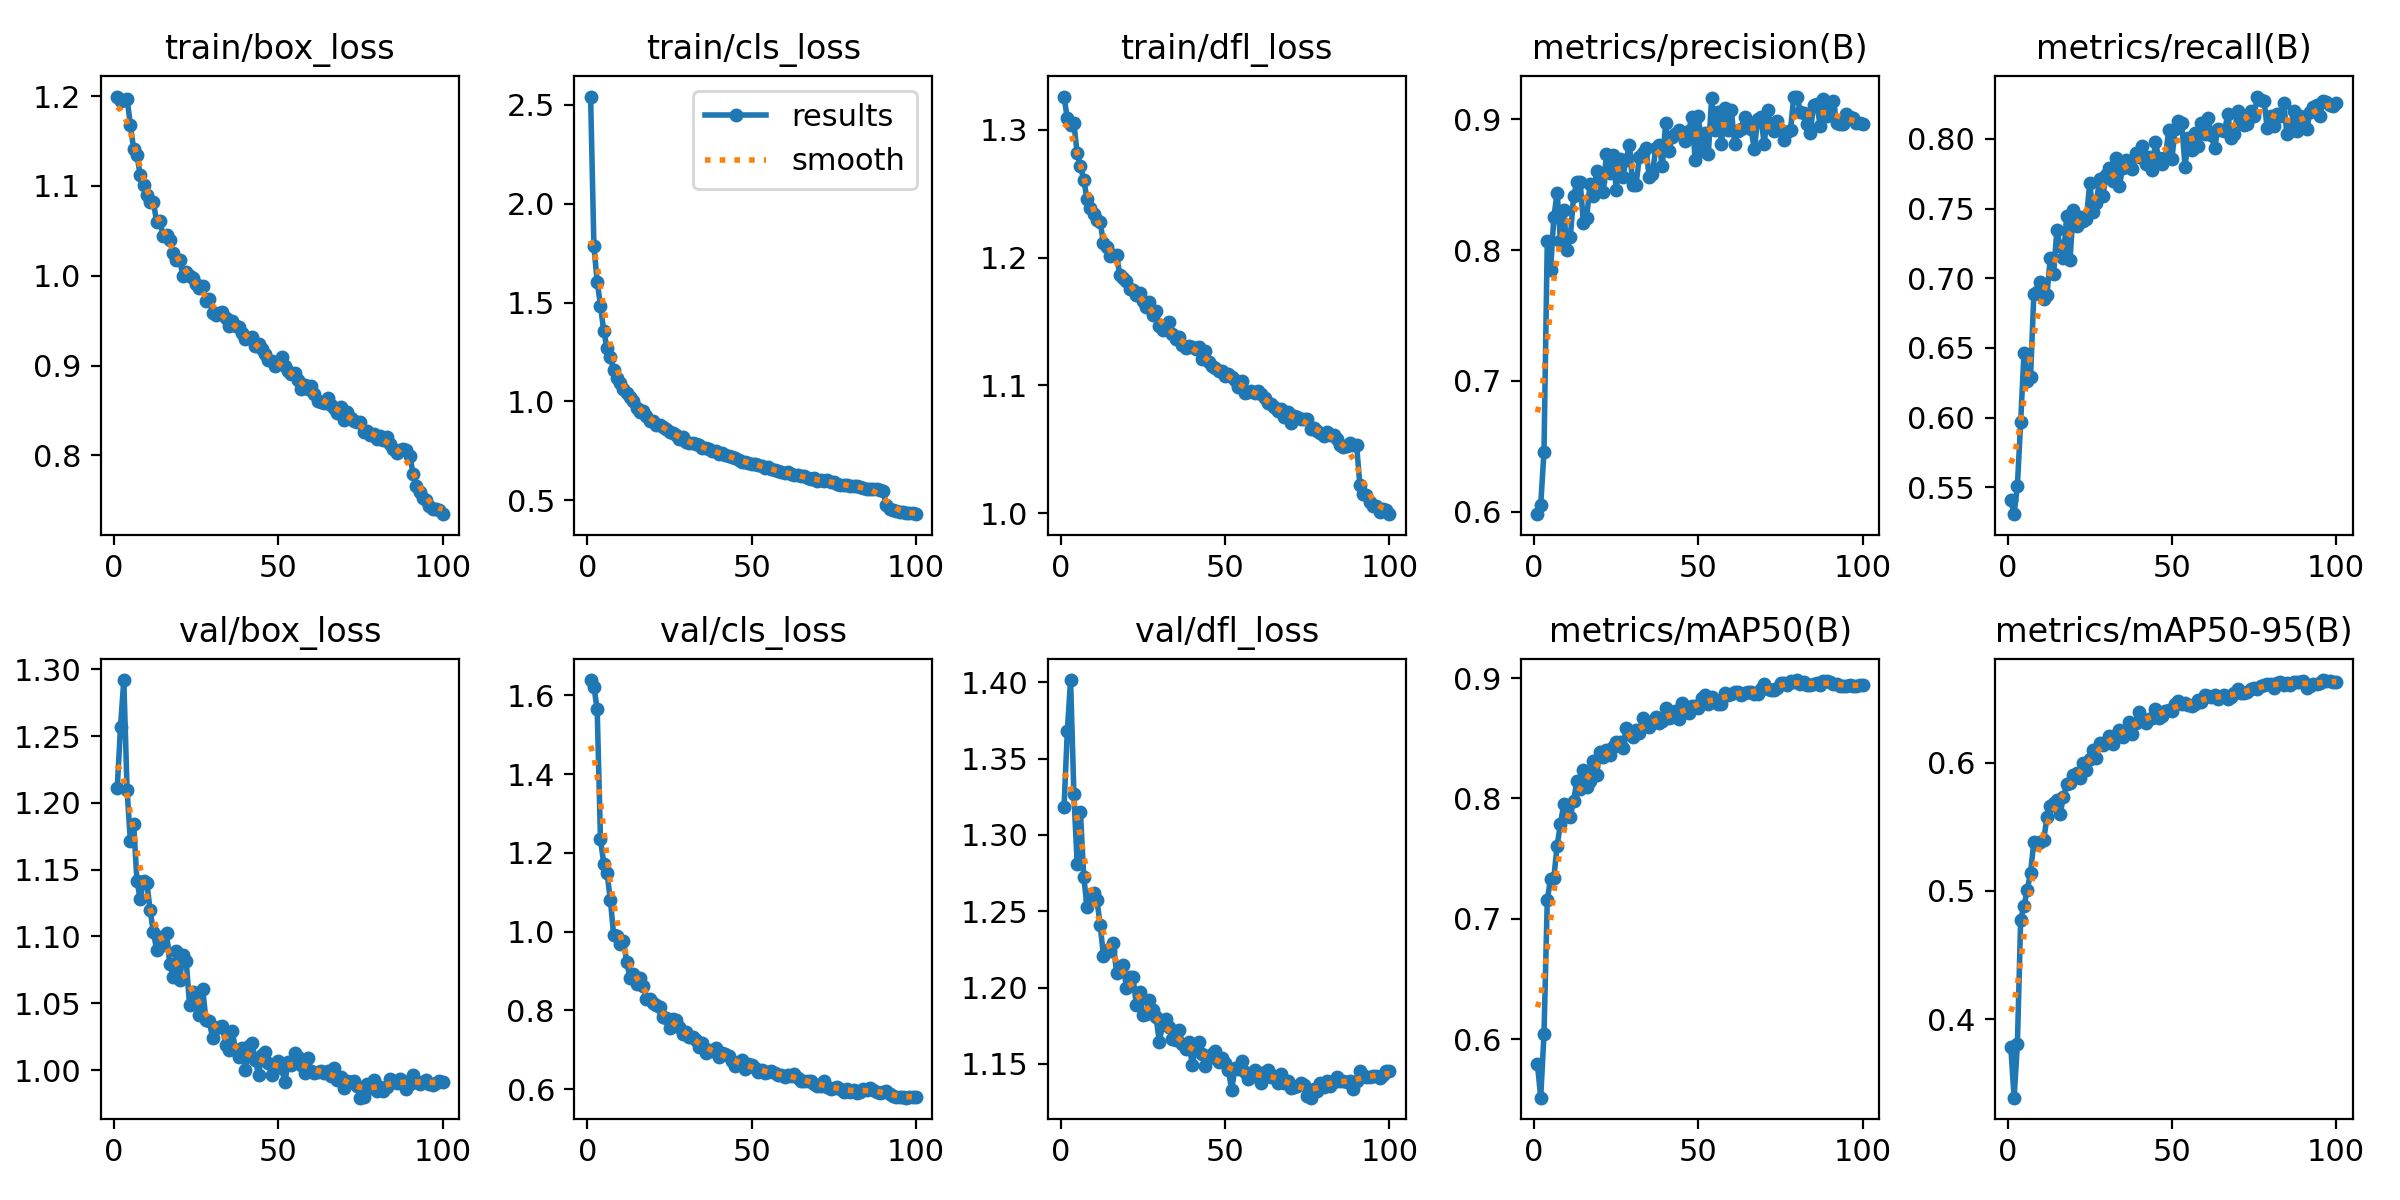 train/box_loss
train/cls_loss
train/dfl_loss
metrics/precision(B)
metrics/recall(B)
1.2
1.1
1.0
0.9
0.8
0 50 100
2.5
2.0
1.5
1.0
0.5
0 50 100
results
smooth
1.3
1.2
1.1
1.0
0 50 100
0.9
0.8
0.7
0.6
0 50 100
0.80
0.75
0.70
0.65
0.60
0.55
0 50 100
val/box_loss
val/cls_loss
val/dfl_loss
metrics/mAP50(B)
metrics/mAP50-95(B)
1.30
1.25
1.20
1.15
1.10
1.05
1.00
0 50 100
1.6
1.4
1.2
1.0
0.8
0.6
0 50 100
1.40
1.35
1.30
1.25
1.20
1.15
0 50 100
0.9
0.8
0.7
0.6
0 50 100
0.6
0.5
0.4
0 50 100